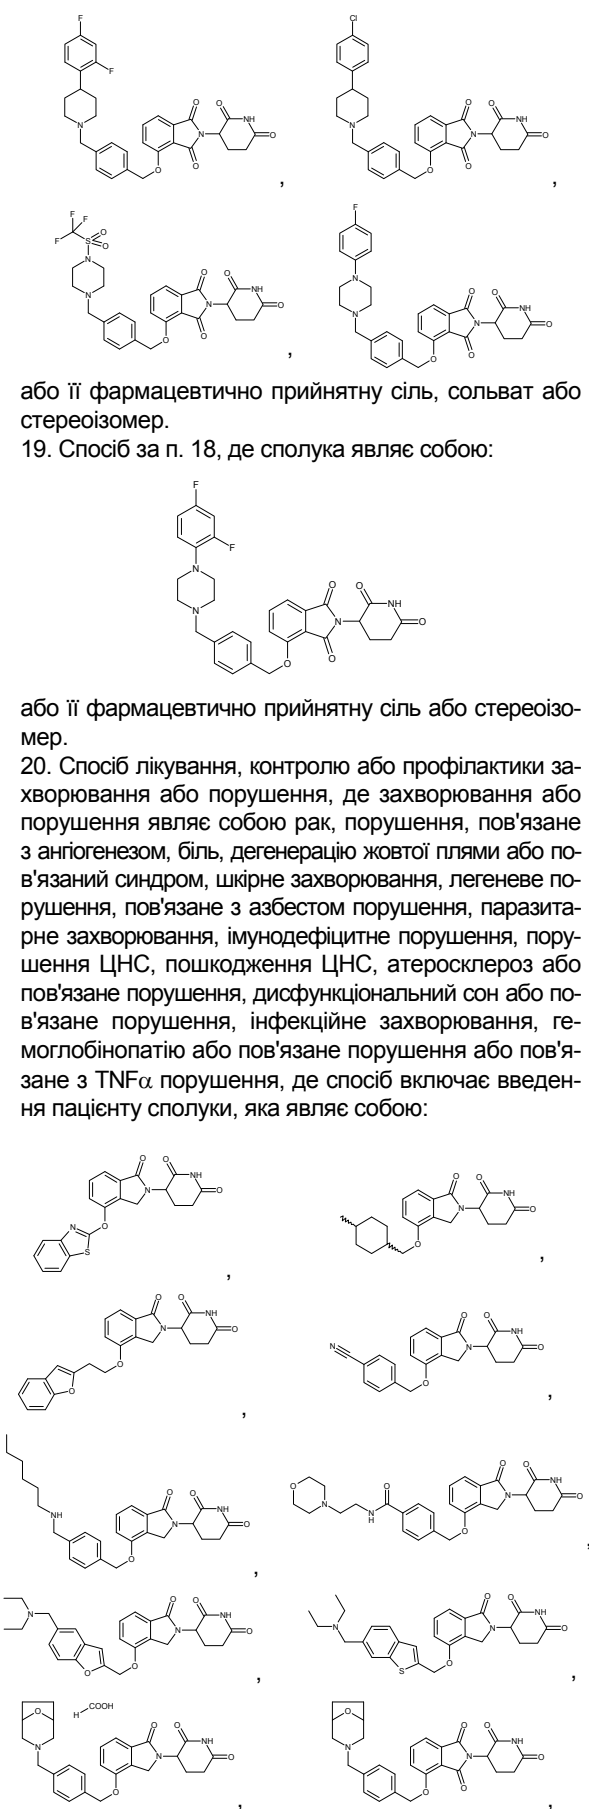 або її фармацевтично прийнятну сіль, сольват або
стереоізомер.
19. Спосіб за п. 18, де сполука являє собою:
або її фармацевтично прийнятну сіль або стереоізо-
мер.
20. Спосіб лікування, контролю або профілактики за-
хворювання або порушення, де захворювання або
порушення являє собою рак, порушення, пов'язане
з ангіогенезом, біль, дегенерацію жовтої плями або по-
в'язаний синдром, шкірне захворювання, легеневе по-
рушення, пов'язане з азбестом порушення, паразита-
рне захворювання, імунодефіцитне порушення, пору-
шення ЦНС, пошкодження ЦНС, атеросклероз або
пов'язане порушення, дисфункціональний сон або по-
в'язане порушення, інфекційне захворювання, ге-
моглобінопатію або пов'язане порушення або пов'я-
зане з TNFα порушення, де спосіб включає введен-
ня пацієнту сполуки, яка являє собою: